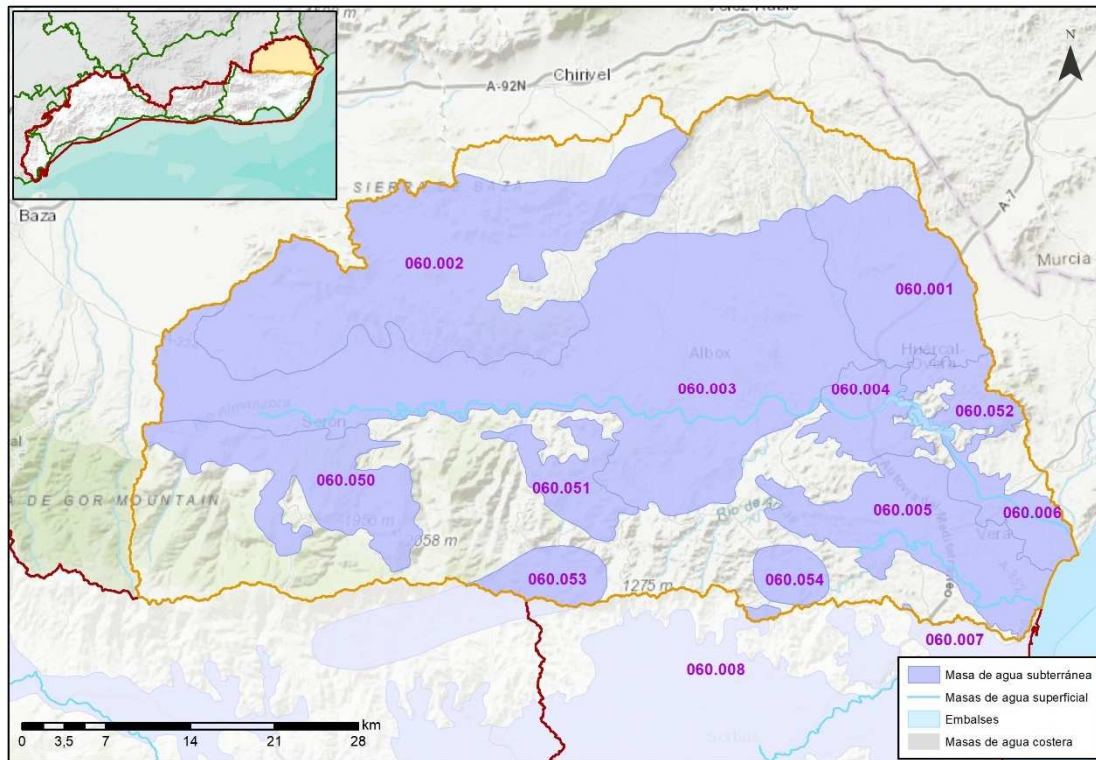 N
Chirivel
A-92N
SIERRA DE BAZA
Baza
A-7
Murcia
060.002
060.001
Albox
Huércal-
Overa
060.003
060.004
060.052
Serón
060.050
060.051
A DE GOR MOUNTAIN
1950 m
2058 m
060.005
060.006
Vera
060.053
060.054
1275 m
060.007
060.008
Sorbas
km
0 3,5 7 14 21 28
Masa de agua subterránea
Masas de agua superficial
Embalses
Masas de agua costera